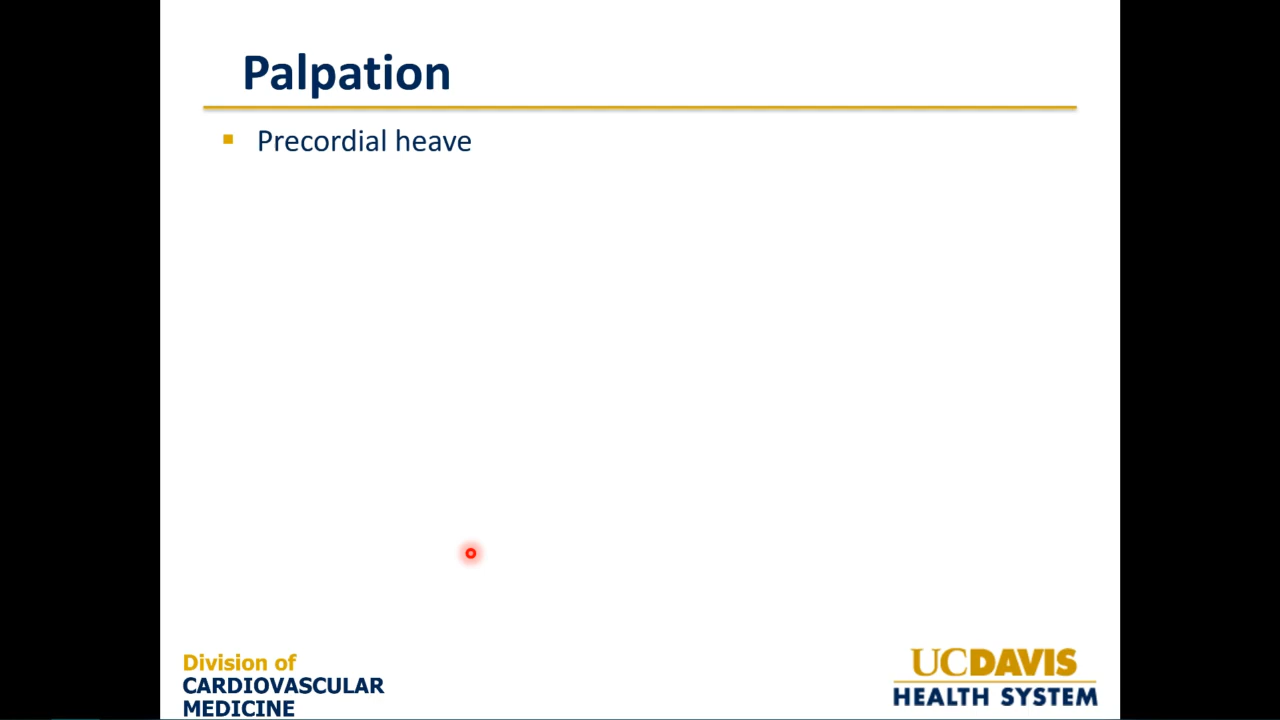 Palpation
Precordial heave
Division of
CARDIOVASCULAR
MEDICINE
UCDAVIS
HEALTH SYSTEM